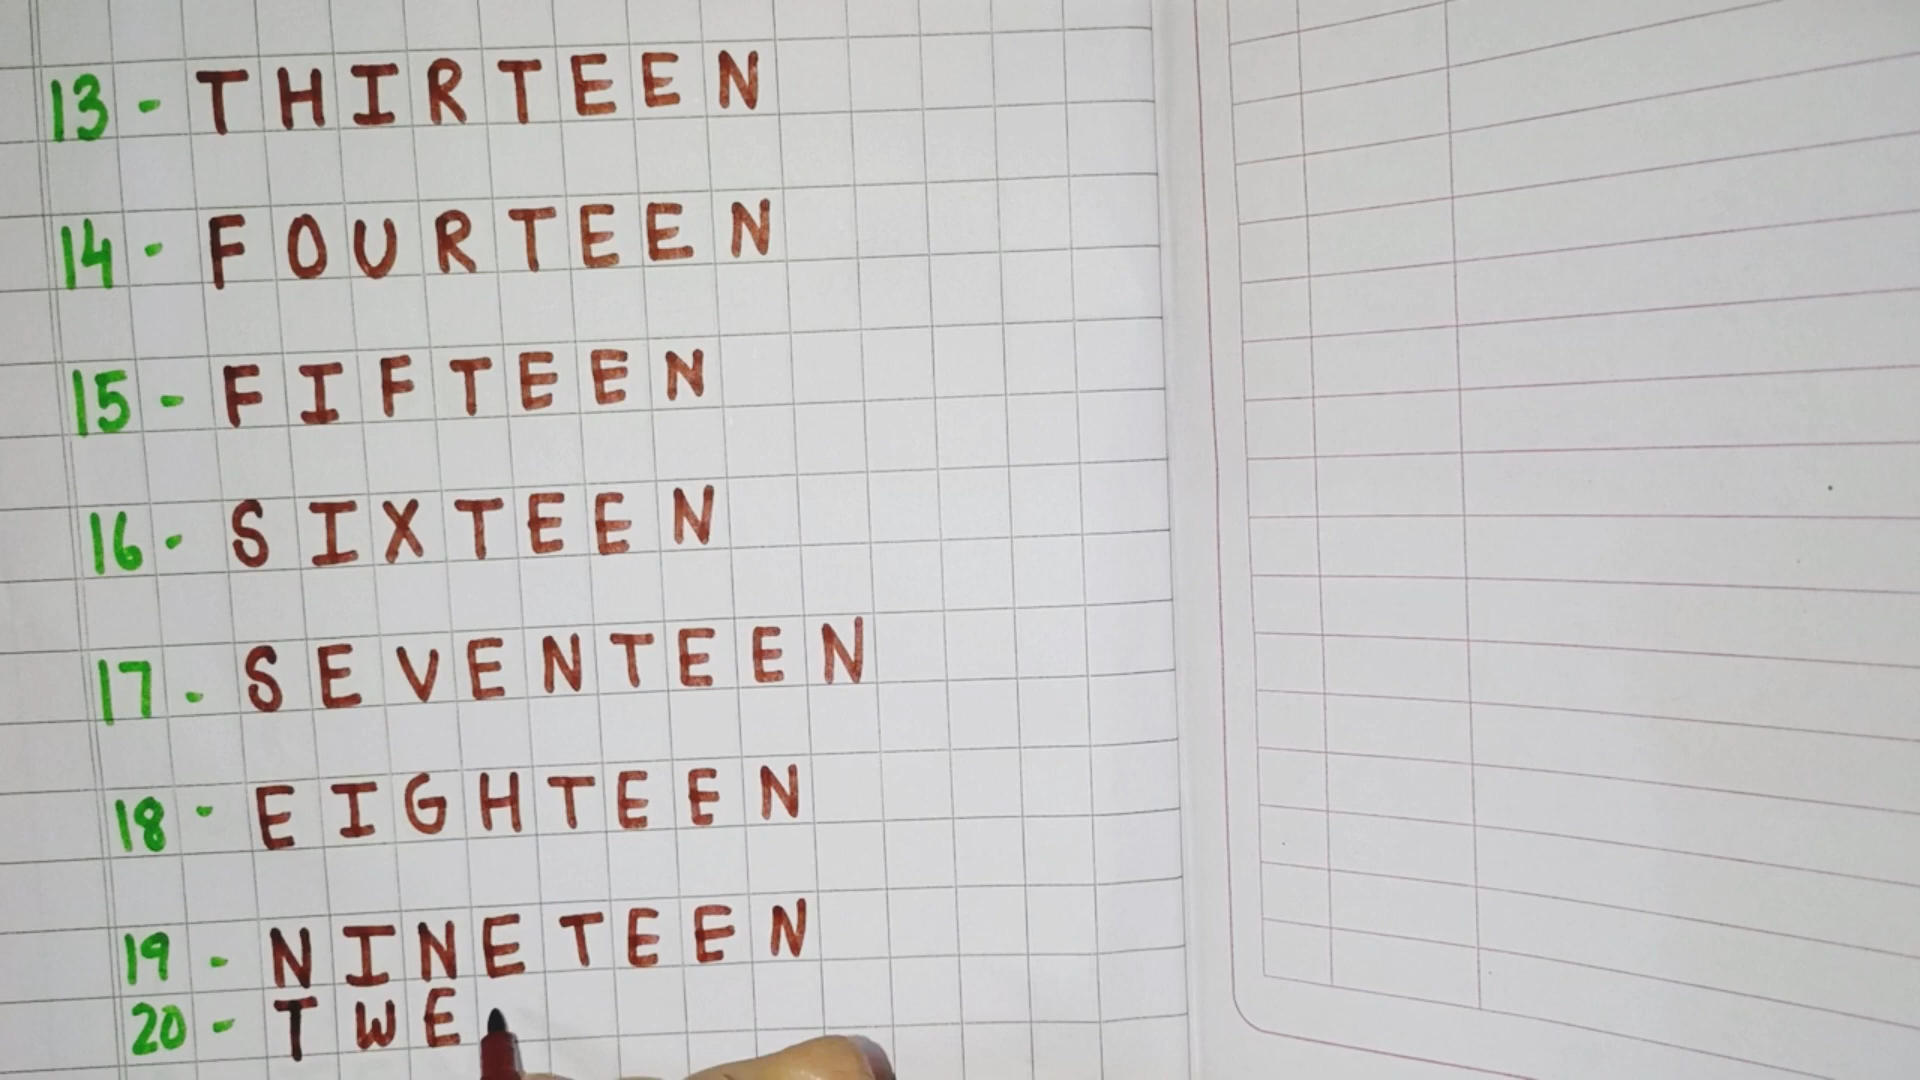 13 - THIRTEEN
14 - FOURTEEN
15 - FIFTEEN
16 - SIXTEEN
17 - SEVENTEEN
18 - EIGHTEEN
19 - NINETEEN
20 - TWE